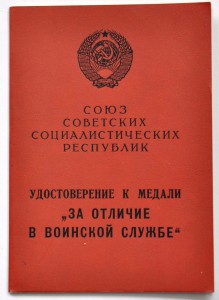 СОЮЗ
СОВЕТСКИХ
СОЦИАЛИСТИЧЕСКИХ
РЕСПУБЛИК
УДОСТОВЕРЕНИЕ К МЕДАЛИ
„ЗА ОТЛИЧИЕ
В ВОИНСКОЙ СЛУЖБЕ"